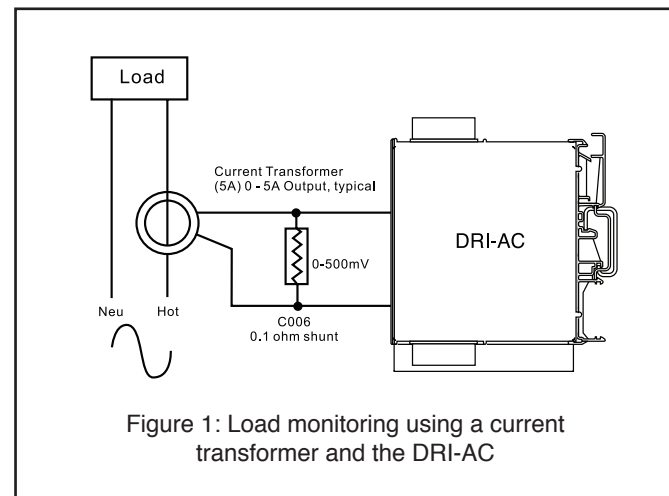 Load
Current Transformer
(5A) 0 - 5A Output, typical
DRI-AC
0-500mV
Neu
Hot
C006
0.1 ohm shunt
Figure 1: Load monitoring using a current
transformer and the DRI-AC